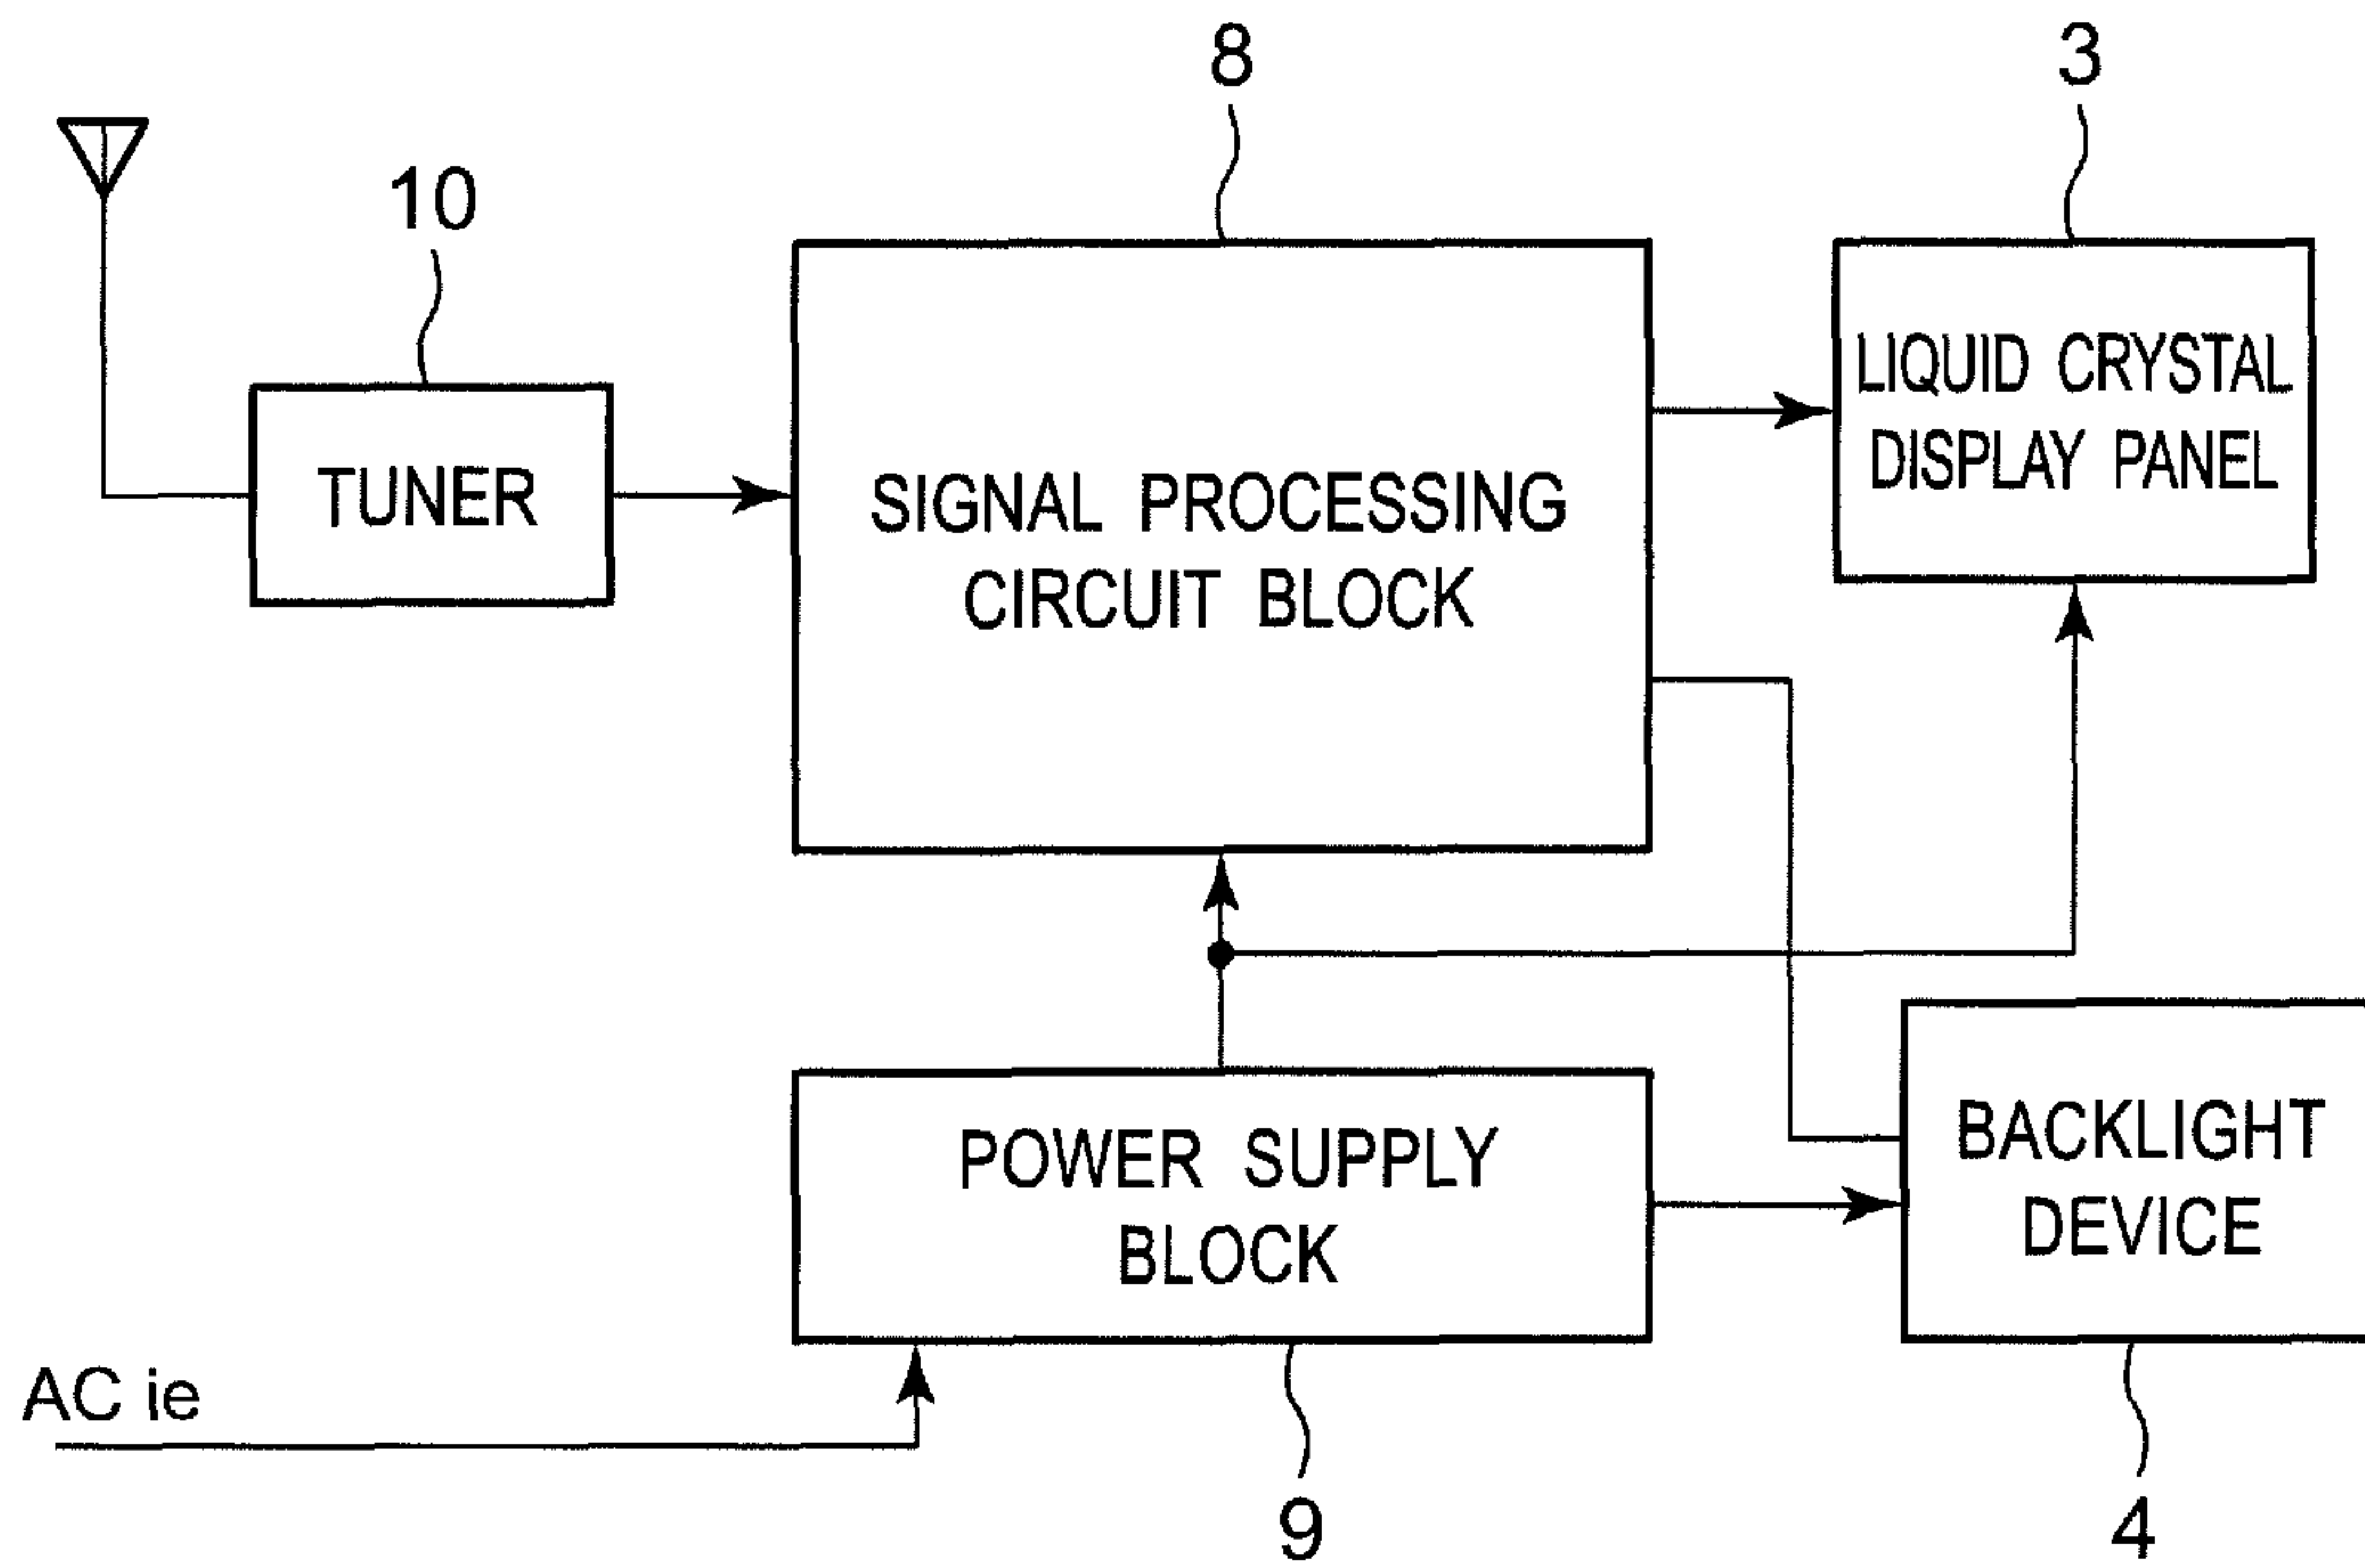 8
3
10
LIQUID CRYSTAL
DISPLAY PANEL
TUNER
SIGNAL PROCESSING
CIRCUIT BLOCK
POWER SUPPLY
BLOCK
BACKLIGHT
DEVICE
AC ie
9
4